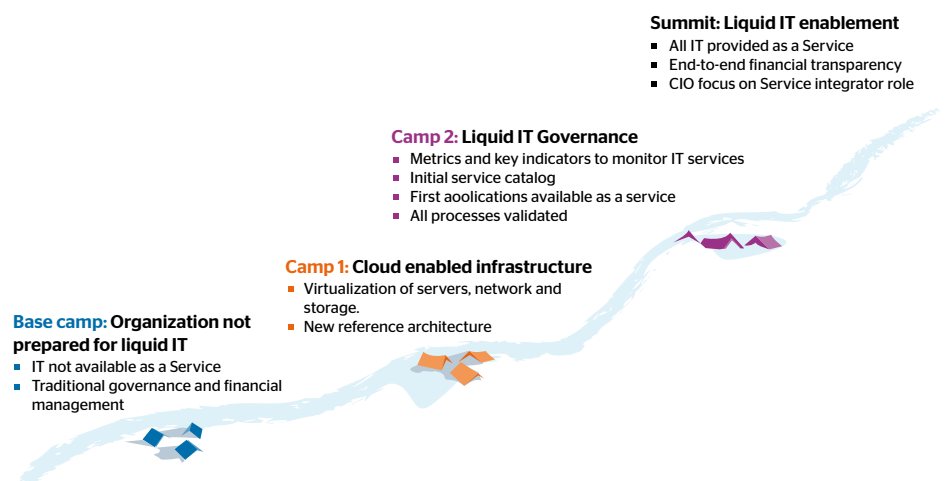 Summit: Liquid IT enablement
All IT provided as a Service
End-to-end financial transparency
CIO focus on Service integrator role
Camp 2: Liquid IT Governance
Metrics and key indicators to monitor IT services
Initial service catalog
First aoolications available as a service
All processes validated
Camp 1: Cloud enabled infrastructure
Virtualization of servers, network and
storage.
New reference architecture
Base camp: Organization not
prepared for liquid IT
IT not available as a Service
Traditional governance and financial
management